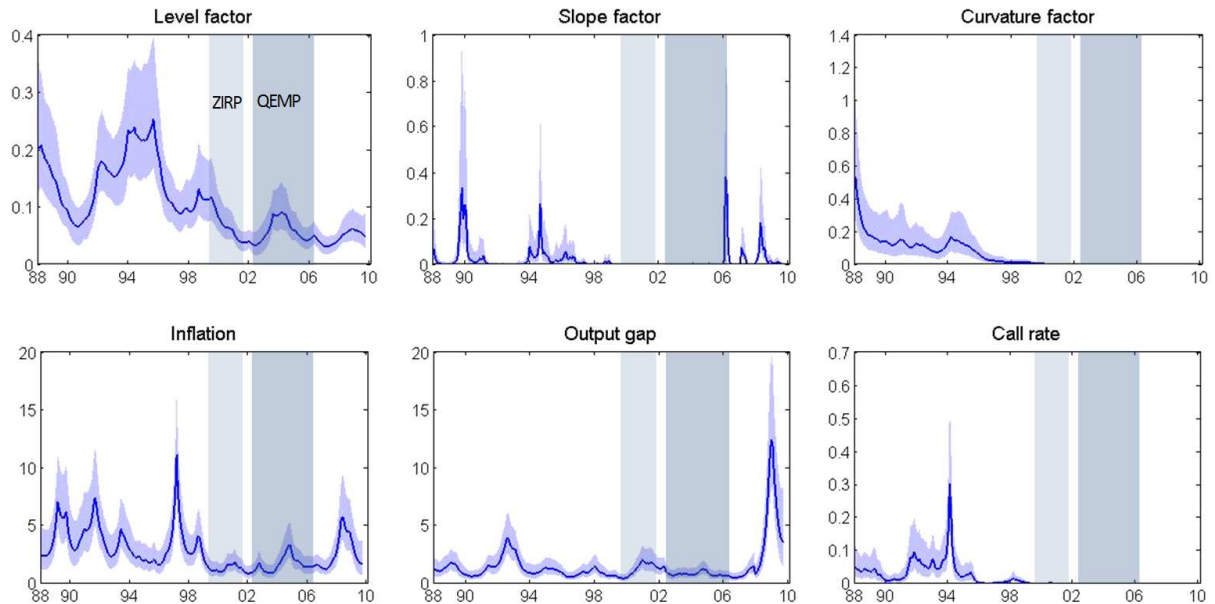 Level factor
0.4
0.3
0.2
0.1
0
ZIRP QEMP
88 90 94 98 02 06 10
Slope factor
1
0.8
0.6
0.4
0.2
0
88 90 94 98 02 06 10
Curvature factor
1.4
1.2
1
0.8
0.6
0.4
0.2
0
88 90 94 98 02 06 10
Inflation
20
15
10
5
0
88 90 94 98 02 06 10
Output gap
20
15
10
5
0
88 90 94 98 02 06 10
Call rate
0.7
0.6
0.5
0.4
0.3
0.2
0.1
0
88 90 94 98 02 06 10